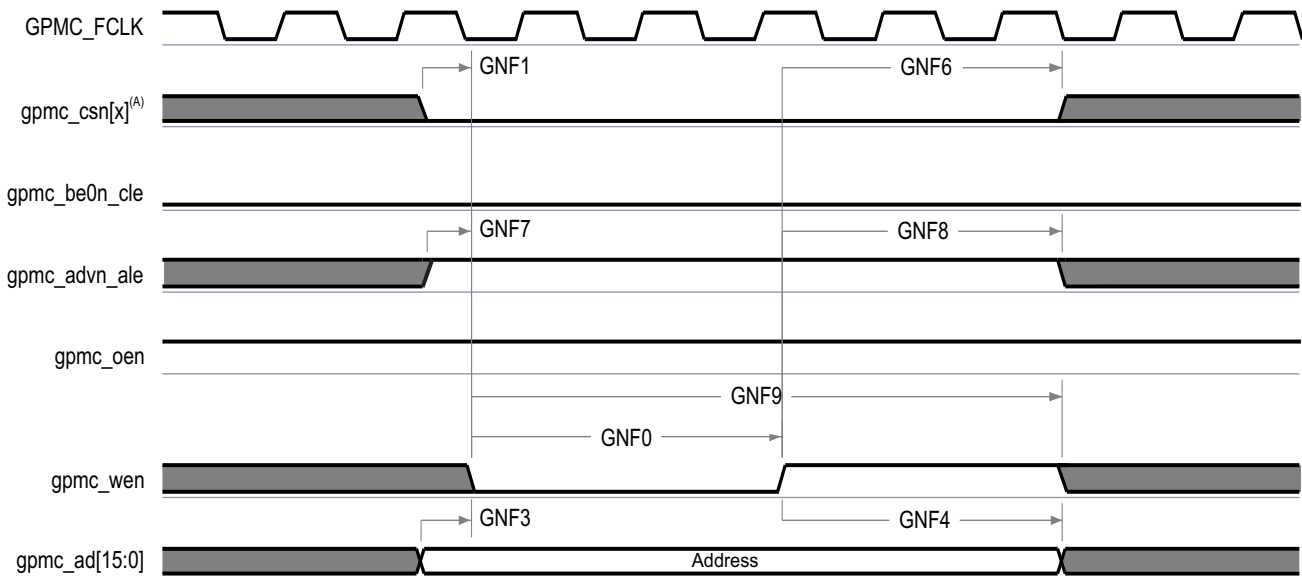 GPMC_FCLK
GNF1
GNF6
gpmc_csn[x](A)
gpmc_be0n_cle
GNF7
GNF8
gpmc_advn_ale
gpmc_oen
GNF9
GNF0
gpmc_wen
GNF3
GNF4
gpmc_ad[15:0]
Address